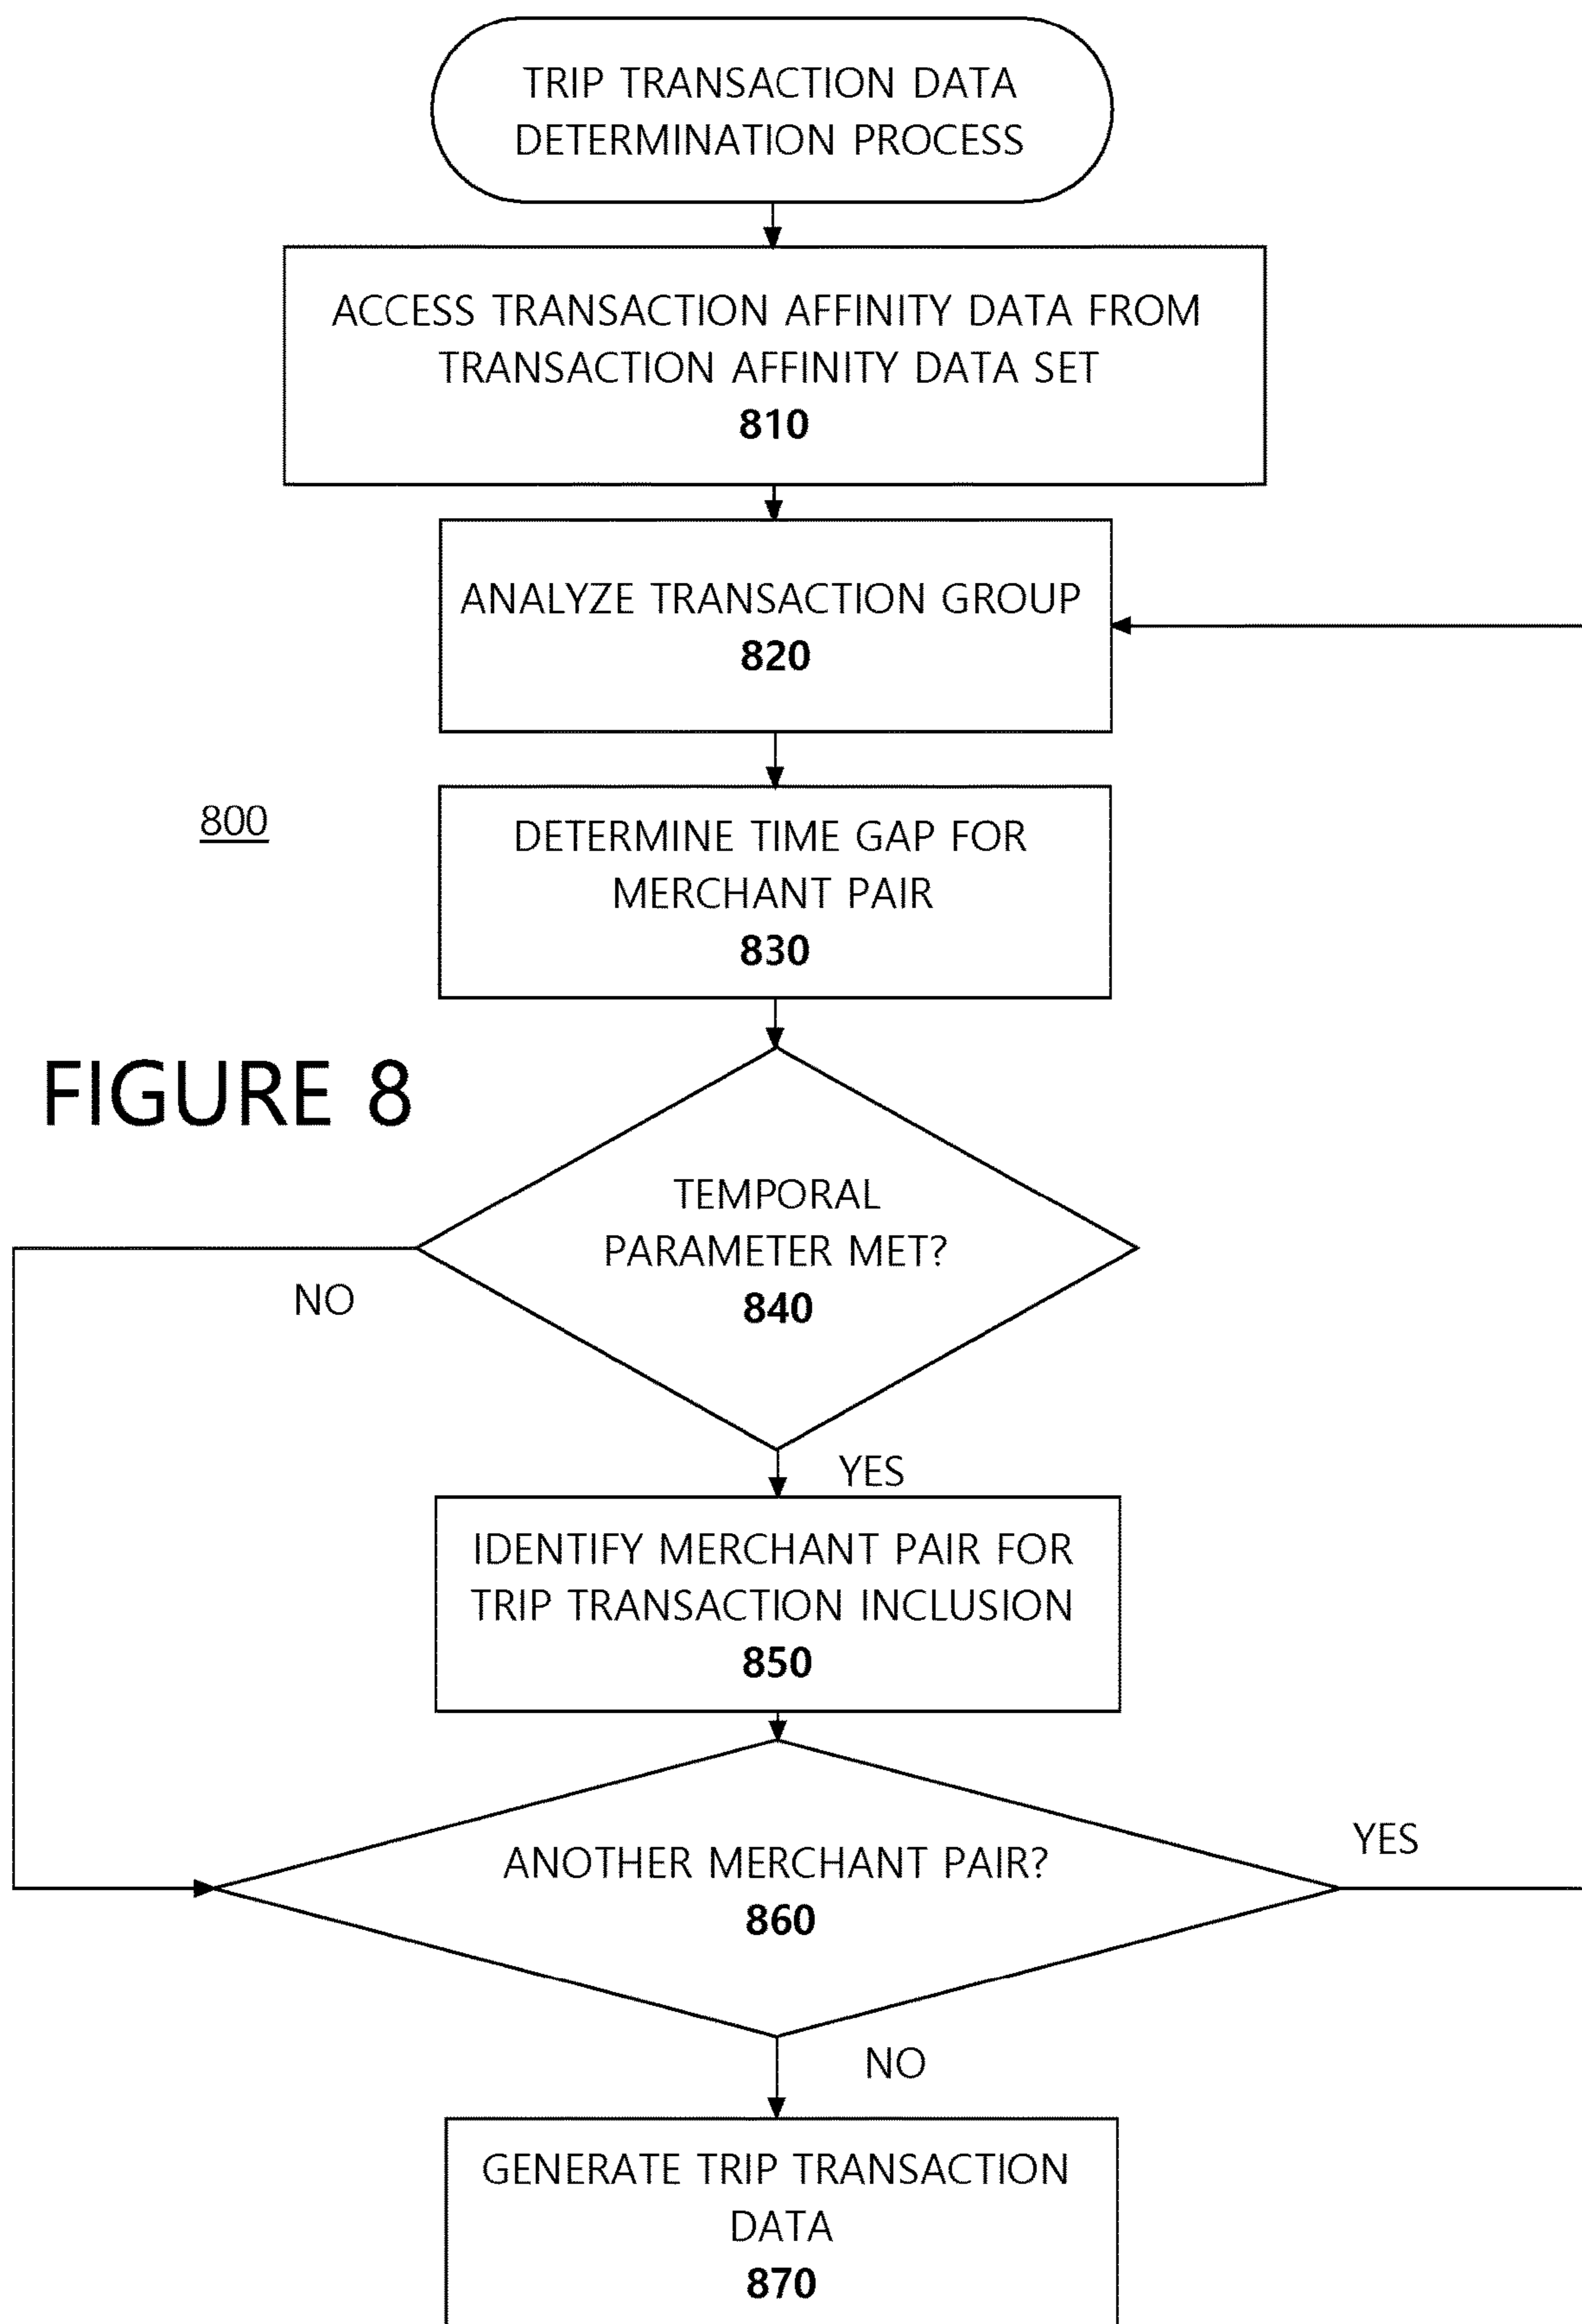 TRIP TRANSACTION DATA
DETERMINATION PROCESS
ACCESS TRANSACTION AFFINITY DATA FROM
TRANSACTION AFFINITY DATA SET
810
ANALYZE TRANSACTION GROUP
820
800
DETERMINE TIME GAP FOR
MERCHANT PAIR
830
FIGURE 8
TEMPORAL
PARAMETER MET?
840
NO
YES
IDENTIFY MERCHANT PAIR FOR
TRIP TRANSACTION INCLUSION
850
YES
ANOTHER MERCHANT PAIR?
860
NO
GENERATE TRIP TRANSACTION
DATA
870